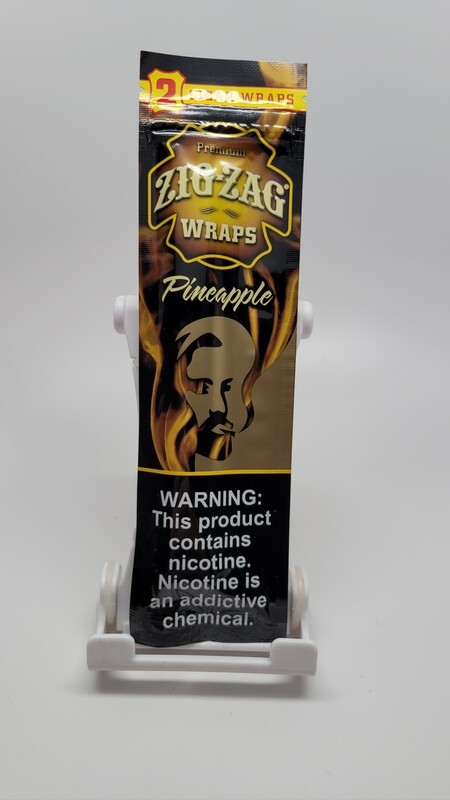 2 WRAPS
Premium
ZIG-ZAG®
WRAPS
Pineapple
WARNING:
This product
contains
nicotine.
Nicotine is
an addictive
chemical.